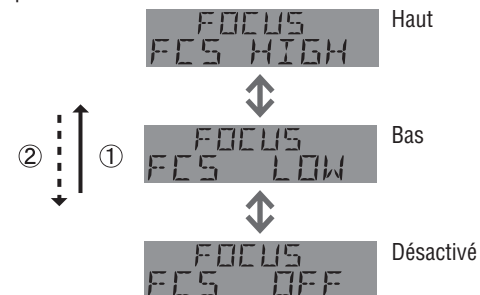 FOCUS
FCS HIGH
Haut
② ①
FOCUS
FCS LOW
Bas
FOCUS
FCS OFF
Désactivé